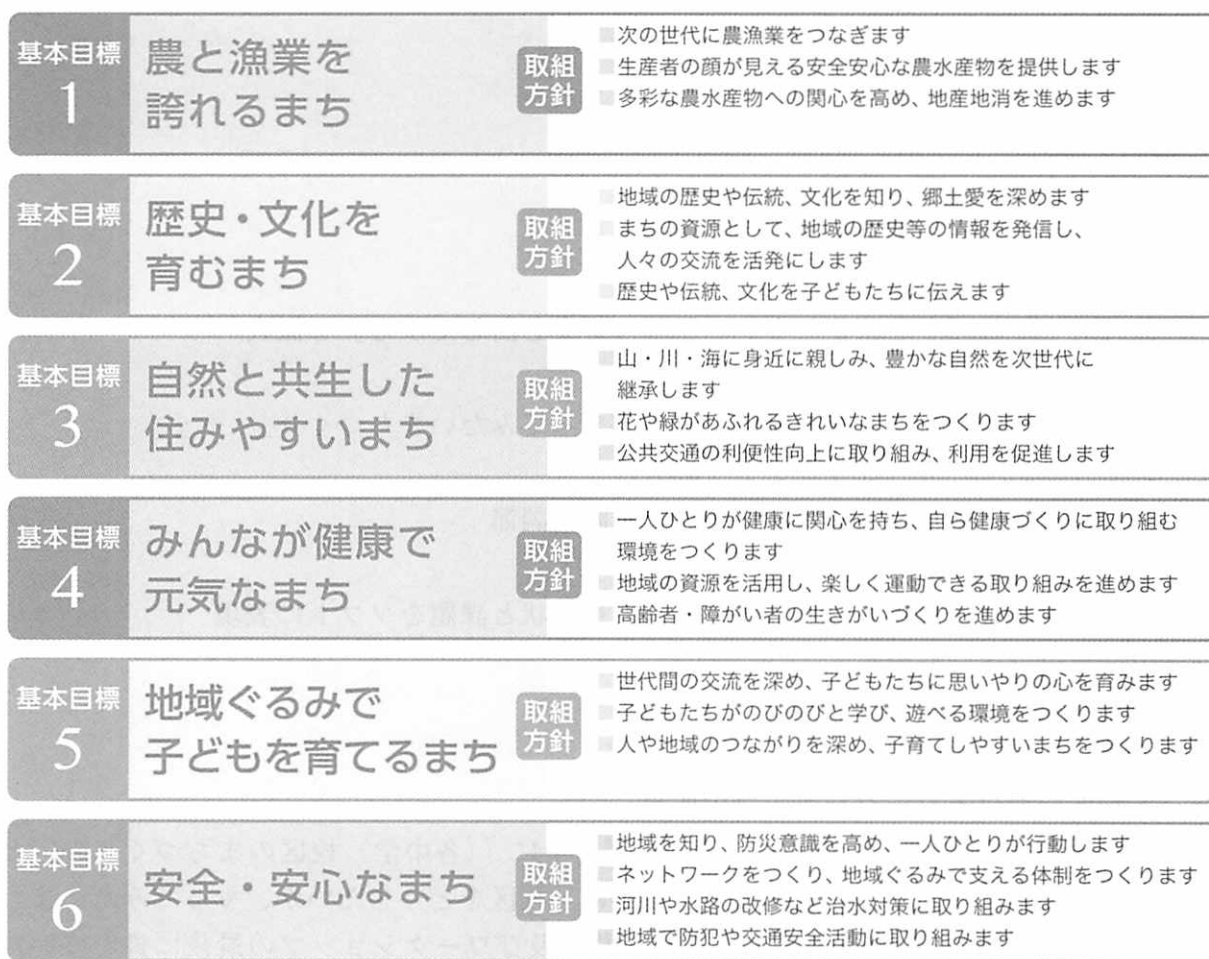 基本目標
1
農と漁業を
誇れるまち
取組
方針
■次の世代に農漁業をつなぎます
■生産者の顔が見える安全安心な農水産物を提供します
■多彩な農水産物への関心を高め、地産地消を進めます
基本目標
2
歴史・文化を
育むまち
取組
方針
■地域の歴史や伝統、文化を知り、郷土愛を深めます
■まちの資源として、地域の歴史等の情報を発信し、
人々の交流を活発にします
■歴史や伝統、文化を子どもたちに伝えます
基本目標
3
自然と共生した
住みやすいまち
取組
方針
■山・川・海に身近に親しみ、豊かな自然を次世代に
継承します
■花や緑があふれるきれいなまちをつくります
■公共交通の利便性向上に取り組み、利用を促進します
基本目標
4
みんなが健康で
元気なまち
取組
方針
■一人ひとりが健康に関心を持ち、自ら健康づくりに取り組む
環境をつくります
■地域の資源を活用し、楽しく運動できる取り組みを進めます
■高齢者・障がい者の生きがいづくりを進めます
基本目標
5
地域ぐるみで
子どもを育てるまち
取組
方針
■世代間の交流を深め、子どもたちに思いやりの心を育みます
■子どもたちがのびのびと学び、遊べる環境をつくります
■人や地域のつながりを深め、子育てしやすいまちをつくります
基本目標
6
安全・安心なまち
取組
方針
■地域を知り、防災意識を高め、一人ひとりが行動します
■ネットワークをつくり、地域ぐるみで支える体制をつくります
■河川や水路の改修など治水対策に取り組みます
■地域で防犯や交通安全活動に取り組みます